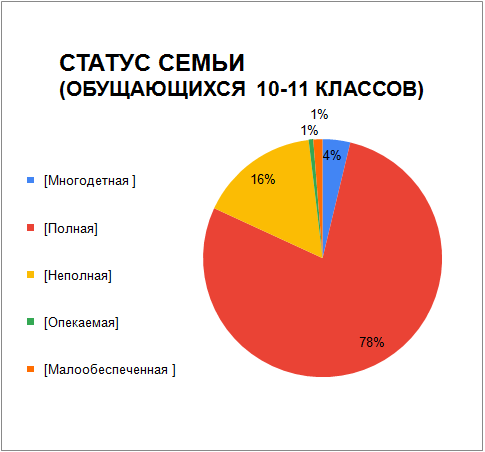 СТАТУС СЕМЬИ
(ОБУЩАЮЩИХСЯ 10-11 КЛАССОВ)
1%
1%
4%
16%
78%
[Многодетная ]
[Полная]
[Неполная]
[Опекаемая]
[Малообеспеченная ]